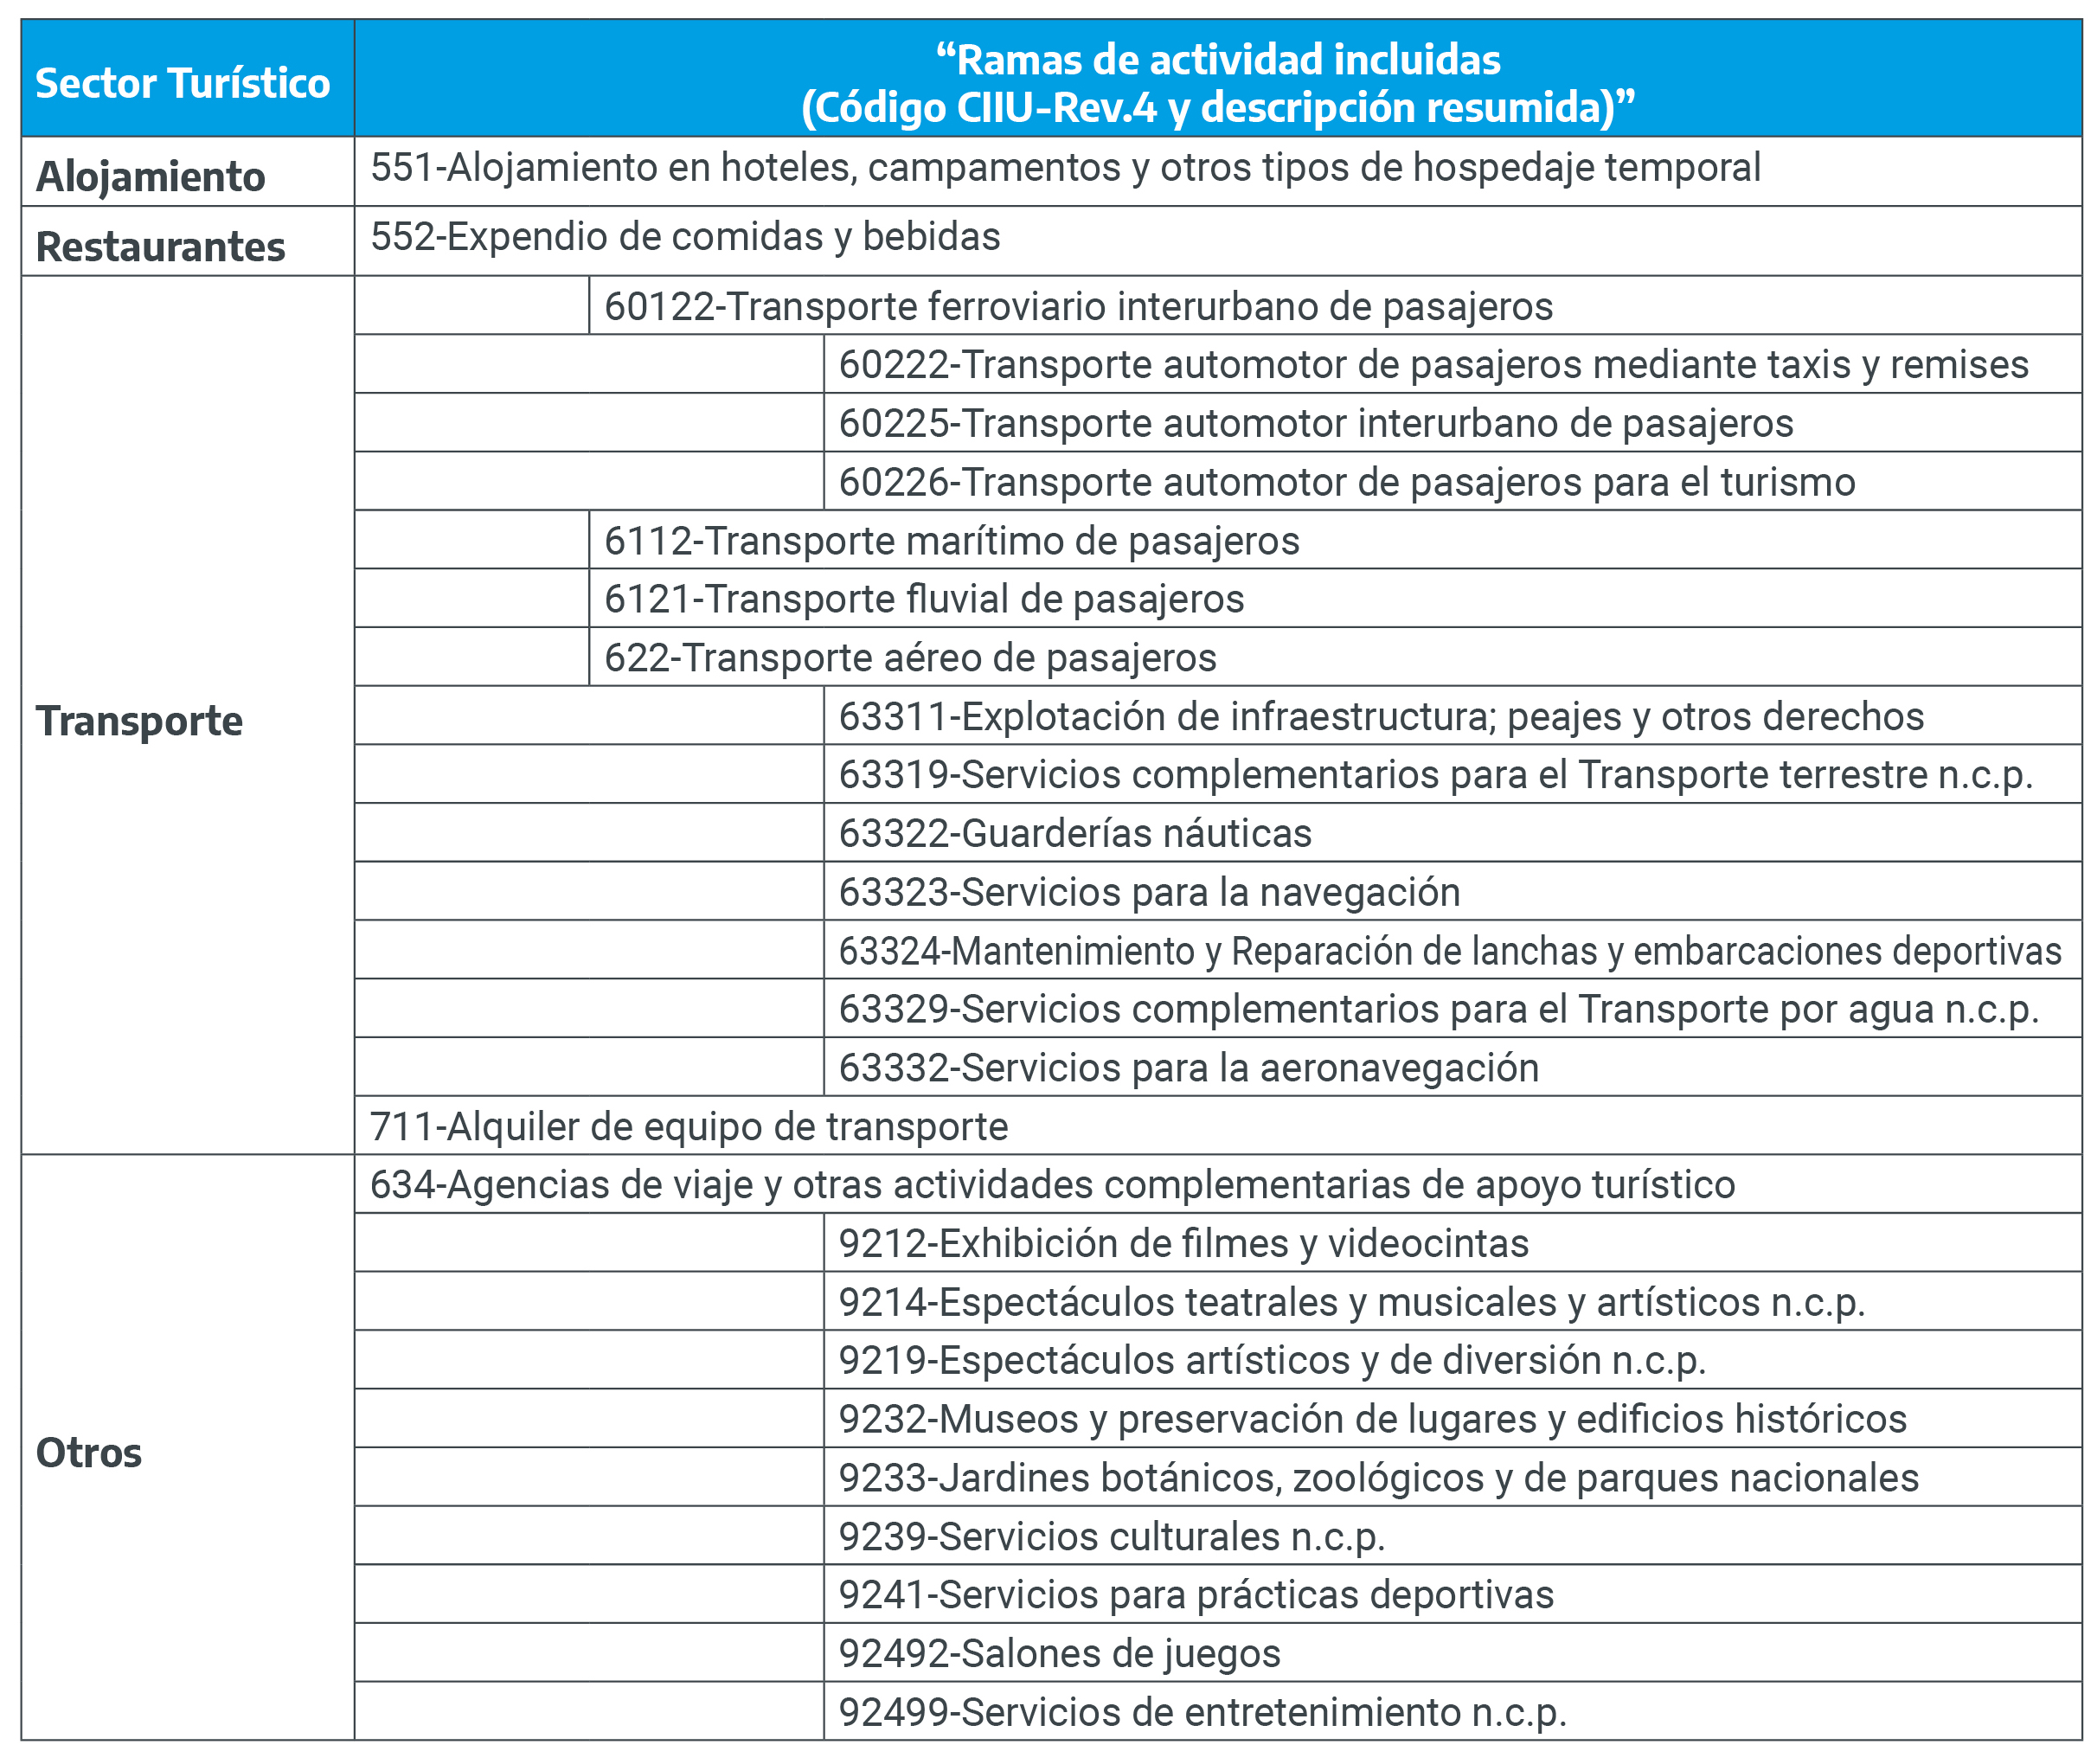 Sector Turístico
“Ramas de actividad incluidas
(Código CIIU-Rev.4 y descripción resumida)”
Alojamiento
551-Alojamiento en hoteles, campamentos y otros tipos de hospedaje temporal
Restaurantes
552-Expendio de comidas y bebidas
Transporte
60122-Transporte ferroviario interurbano de pasajeros
60222-Transporte automotor de pasajeros mediante taxis y remises
60225-Transporte automotor interurbano de pasajeros
60226-Transporte automotor de pasajeros para el turismo
6112-Transporte marítimo de pasajeros
6121-Transporte fluvial de pasajeros
622-Transporte aéreo de pasajeros
63311-Explotación de infraestructura; peajes y otros derechos
63319-Servicios complementarios para el Transporte terrestre n.c.p.
63322-Guarderías náuticas
63323-Servicios para la navegación
63324-Mantenimiento y Reparación de lanchas y embarcaciones deportivas
63329-Servicios complementarios para el Transporte por agua n.c.p.
63332-Servicios para la aeronavegación
711-Alquiler de equipo de transporte
Otros
634-Agencias de viaje y otras actividades complementarias de apoyo turístico
9212-Exhibición de filmes y videocintas
9214-Espectáculos teatrales y musicales y artísticos n.c.p.
9219-Espectáculos artísticos y de diversión n.c.p.
9232-Museos y preservación de lugares y edificios históricos
9233-Jardines botánicos, zoológicos y de parques nacionales
9239-Servicios culturales n.c.p.
9241-Servicios para prácticas deportivas
92492-Salones de juegos
92499-Servicios de entretenimiento n.c.p.